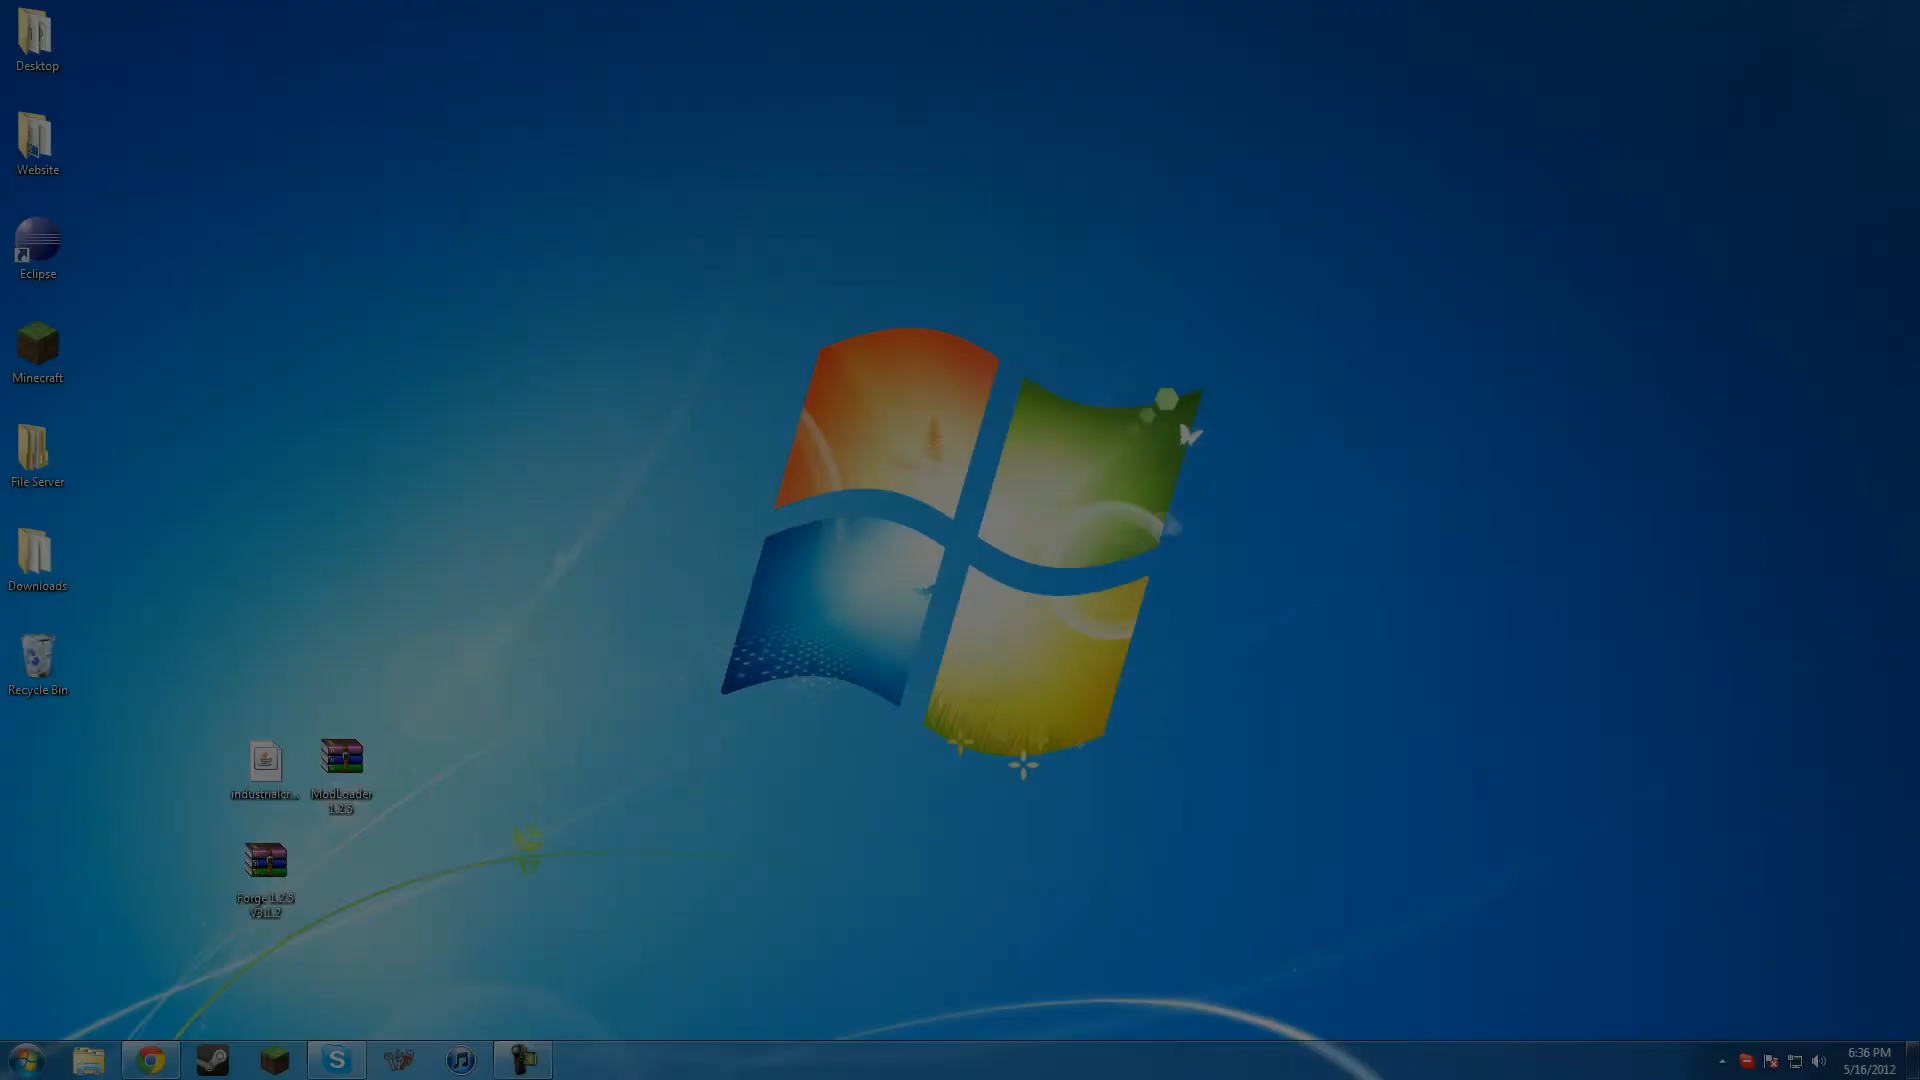 Desktop
Website
Eclipse
Minecraft
File Server
Downloads
Recycle Bin
industrialcr...
ModLoader
1.2.5
Forge 1.2.5
V3.1.2
S
6:36 PM
5/16/2012